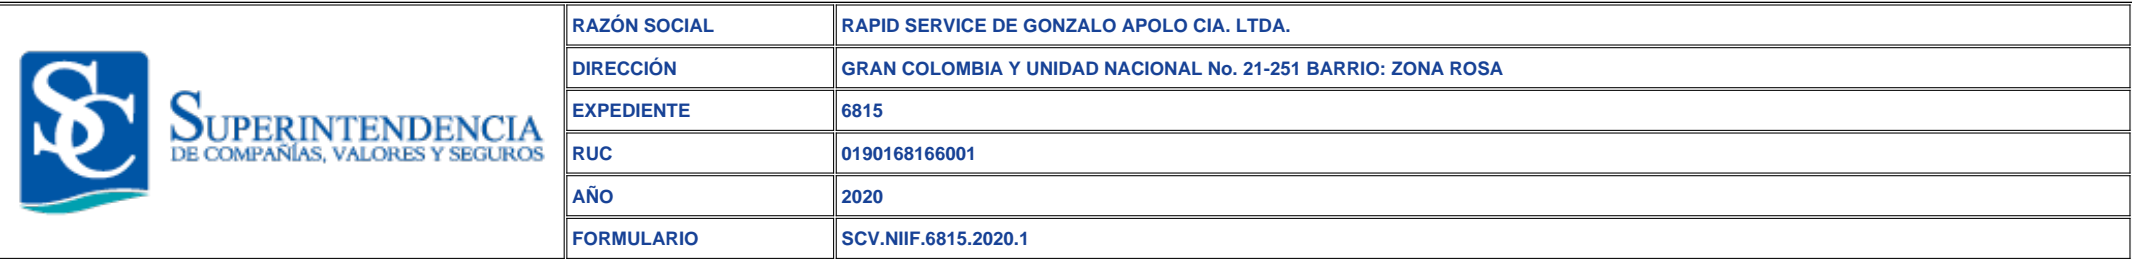 SC
SUPERINTENDENCIA
DE COMPAÑÍAS, VALORES Y SEGUROS
RAZÓN SOCIAL RAPID SERVICE DE GONZALO APOLO CIA. LTDA.
DIRECCIÓN GRAN COLOMBIA Y UNIDAD NACIONAL No. 21-251 BARRIO: ZONA ROSA
EXPEDIENTE 6815
RUC 0190168166001
AÑO 2020
FORMULARIO SCV.NIIF.6815.2020.1